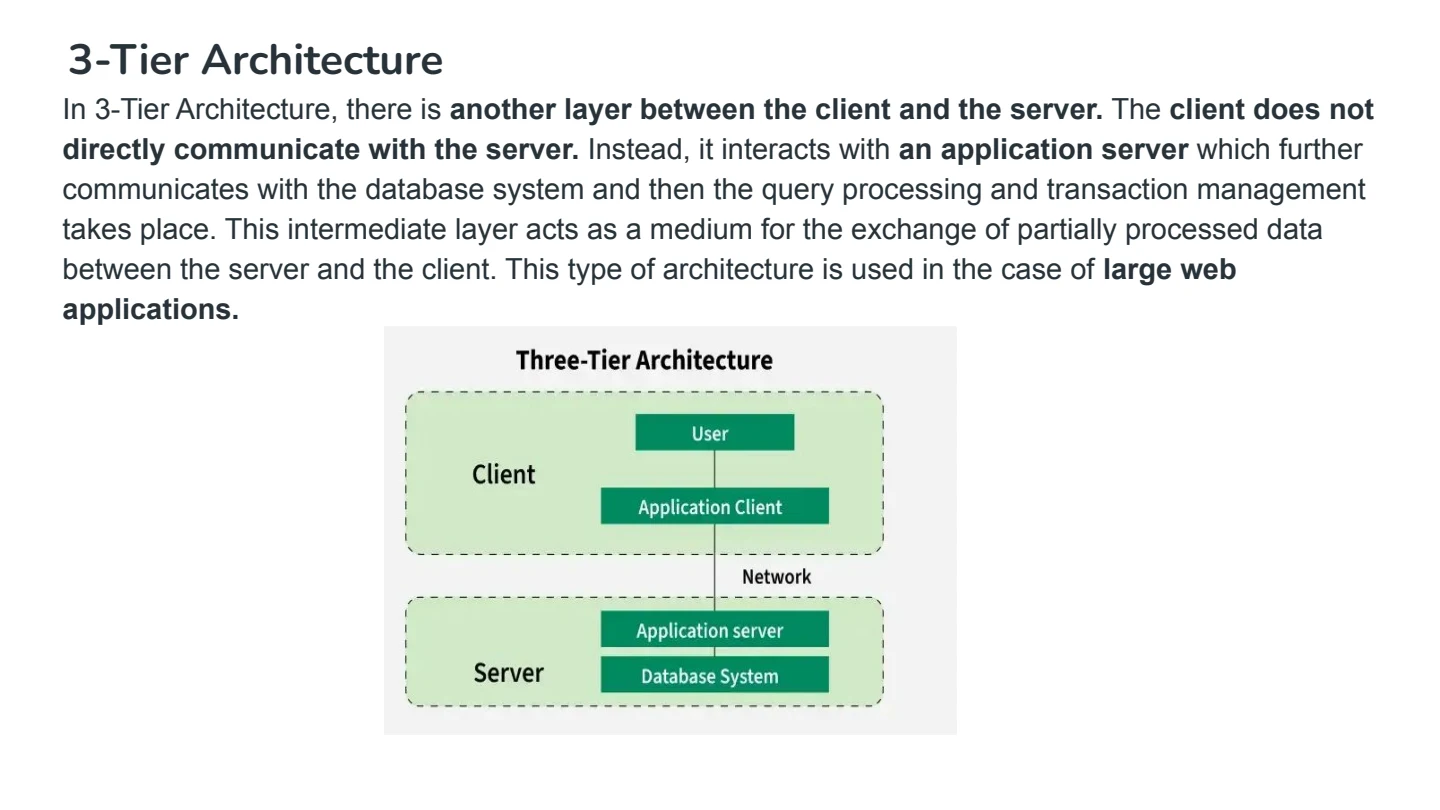 3-Tier Architecture
In 3-Tier Architecture, there is another layer between the client and the server. The client does not
directly communicate with the server. Instead, it interacts with an application server which further
communicates with the database system and then the query processing and transaction management
takes place. This intermediate layer acts as a medium for the exchange of partially processed data
between the server and the client. This type of architecture is used in the case of large web
applications.
Three-Tier Architecture
User
Client
Application Client
Network
Application server
Server
Database System